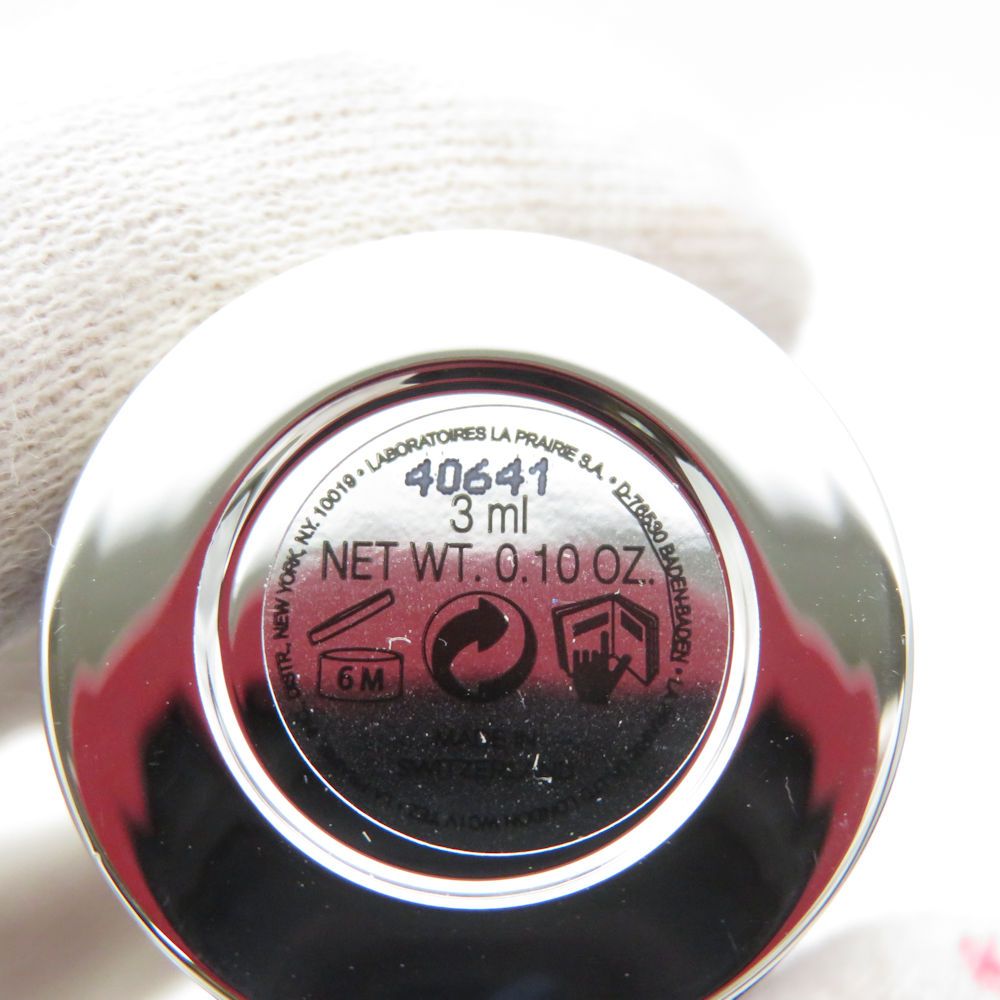 LABORATOIRES LA PRAIRIE S.A. • D-76530 BADEN-BADEN • LA
DISTR., NEW YORK, N.Y. 10019 •
40641
3 ml
NET WT. 0.10 OZ.
6M
MADE IN
SWITZERLAND